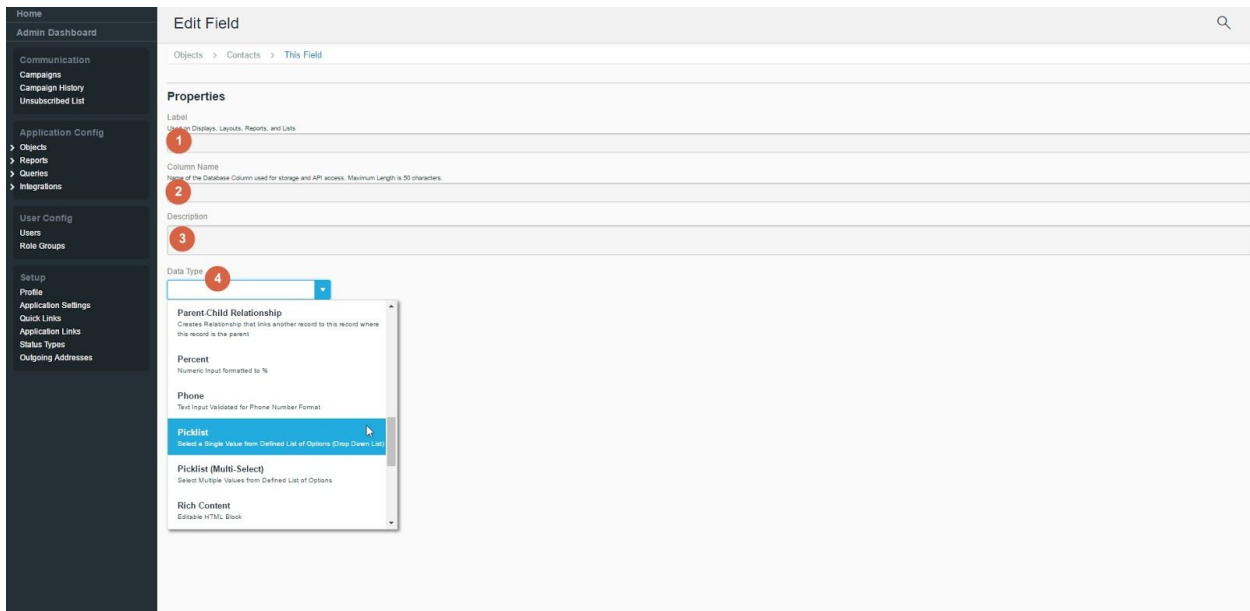 Home
Admin Dashboard
Communication
Campaigns
Campaign History
Unsubscribed List
Application Config
Objects
Reports
Queries
Integrations
User Config
Users
Role Groups
Setup
Profile
Application Settings
Quick Links
Application Links
Status Types
Outgoing Addresses
Edit Field
Objects > Contacts > This Field
Properties
Label
Used on Displays, Layouts, Reports, and Lists
1
Column Name
Name of the Database Column used for storage and API access. Maximum Length is 50 characters.
2
Description
3
Data Type
4
Parent-Child Relationship
Creates Relationship that links another record to this record where
this record is the parent
Percent
Numeric Input formatted to %
Phone
Text Input Validated for Phone Number Format
Picklist
Select a Single Value from Defined List of Options (Drop Down List)
Picklist (Multi-Select)
Select Multiple Values from Defined List of Options
Rich Content
Editable HTML Block